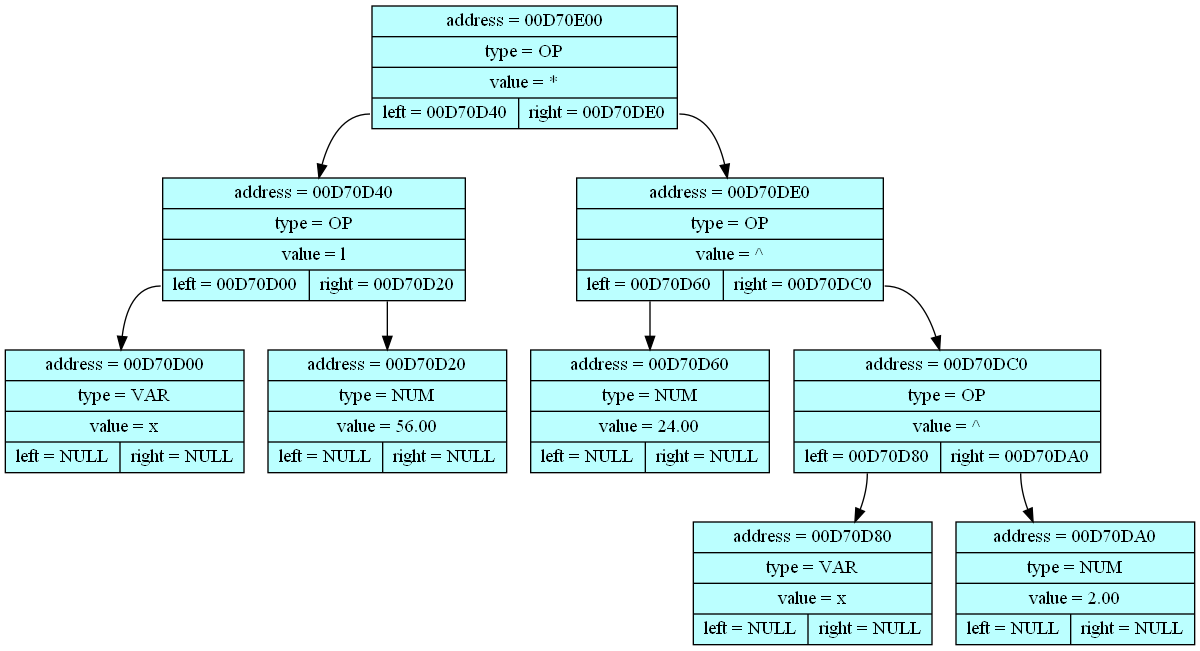 address = 00D70E00
type = OP
value = *
left = 00D70D40 right = 00D70DE0
address = 00D70D40
type = OP
value = l
left = 00D70D00 right = 00D70D20
address = 00D70DE0
type = OP
value = ^
left = 00D70D60 right = 00D70DC0
address = 00D70D00
type = VAR
value = x
left = NULL right = NULL
address = 00D70D20
type = NUM
value = 56.00
left = NULL right = NULL
address = 00D70D60
type = NUM
value = 24.00
left = NULL right = NULL
address = 00D70DC0
type = OP
value = ^
left = 00D70D80 right = 00D70DA0
address = 00D70D80
type = VAR
value = x
left = NULL right = NULL
address = 00D70DA0
type = NUM
value = 2.00
left = NULL right = NULL